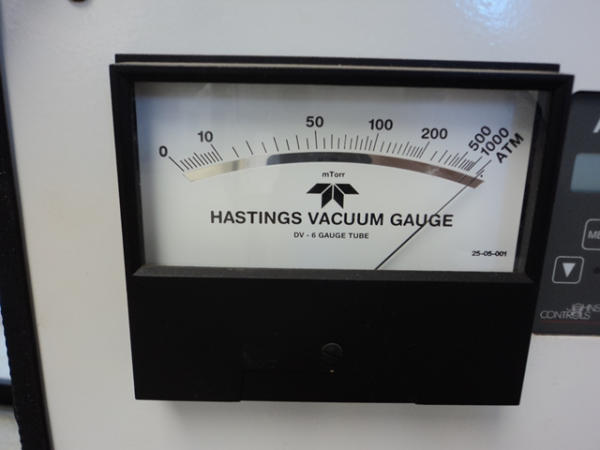 0 10 50 100 200 500 1000 ATM
mTorr
HASTINGS VACUUM GAUGE
DV - 6 GAUGE TUBE
25-05-001
CONTROLS